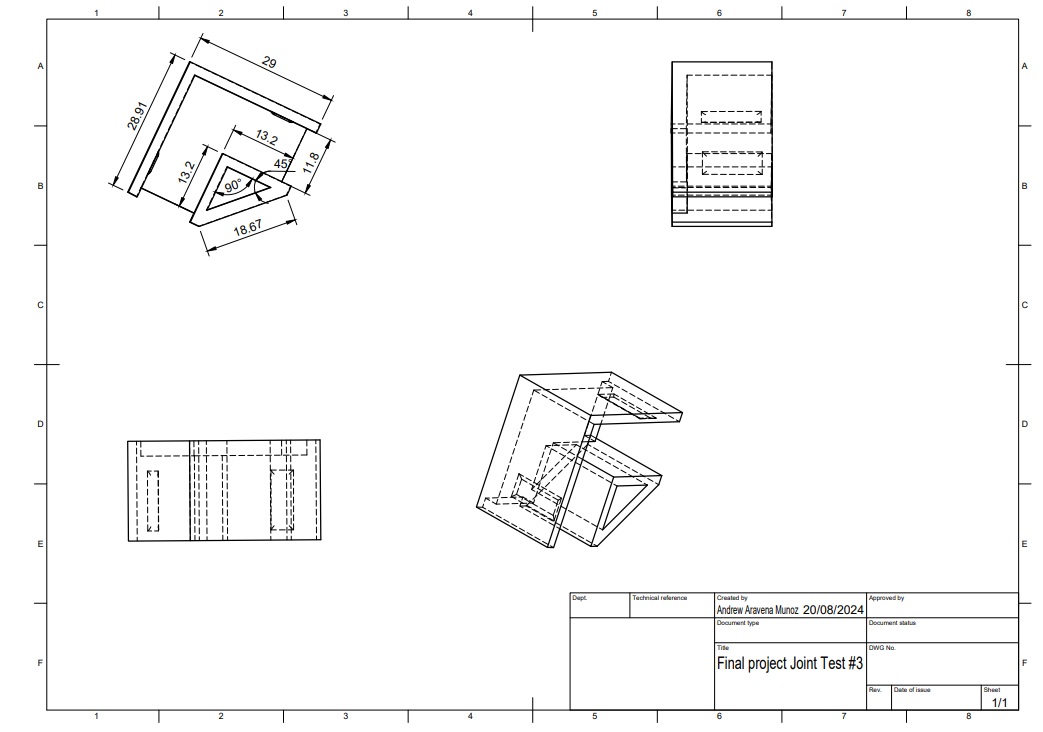 1 2 3 4 5 6 7 8
A A
29
28.91
13.2
11.8
45°
13.2
90°
B B
18.67
C C
D D
E E
Dept. Technical reference Created by Approved by
Andrew Aravena Munoz 20/08/2024
Document type Document status
Title DWG No.
Final project Joint Test #3
F F
Rev. Date of issue Sheet
1/1
1 2 3 4 5 6 7 8